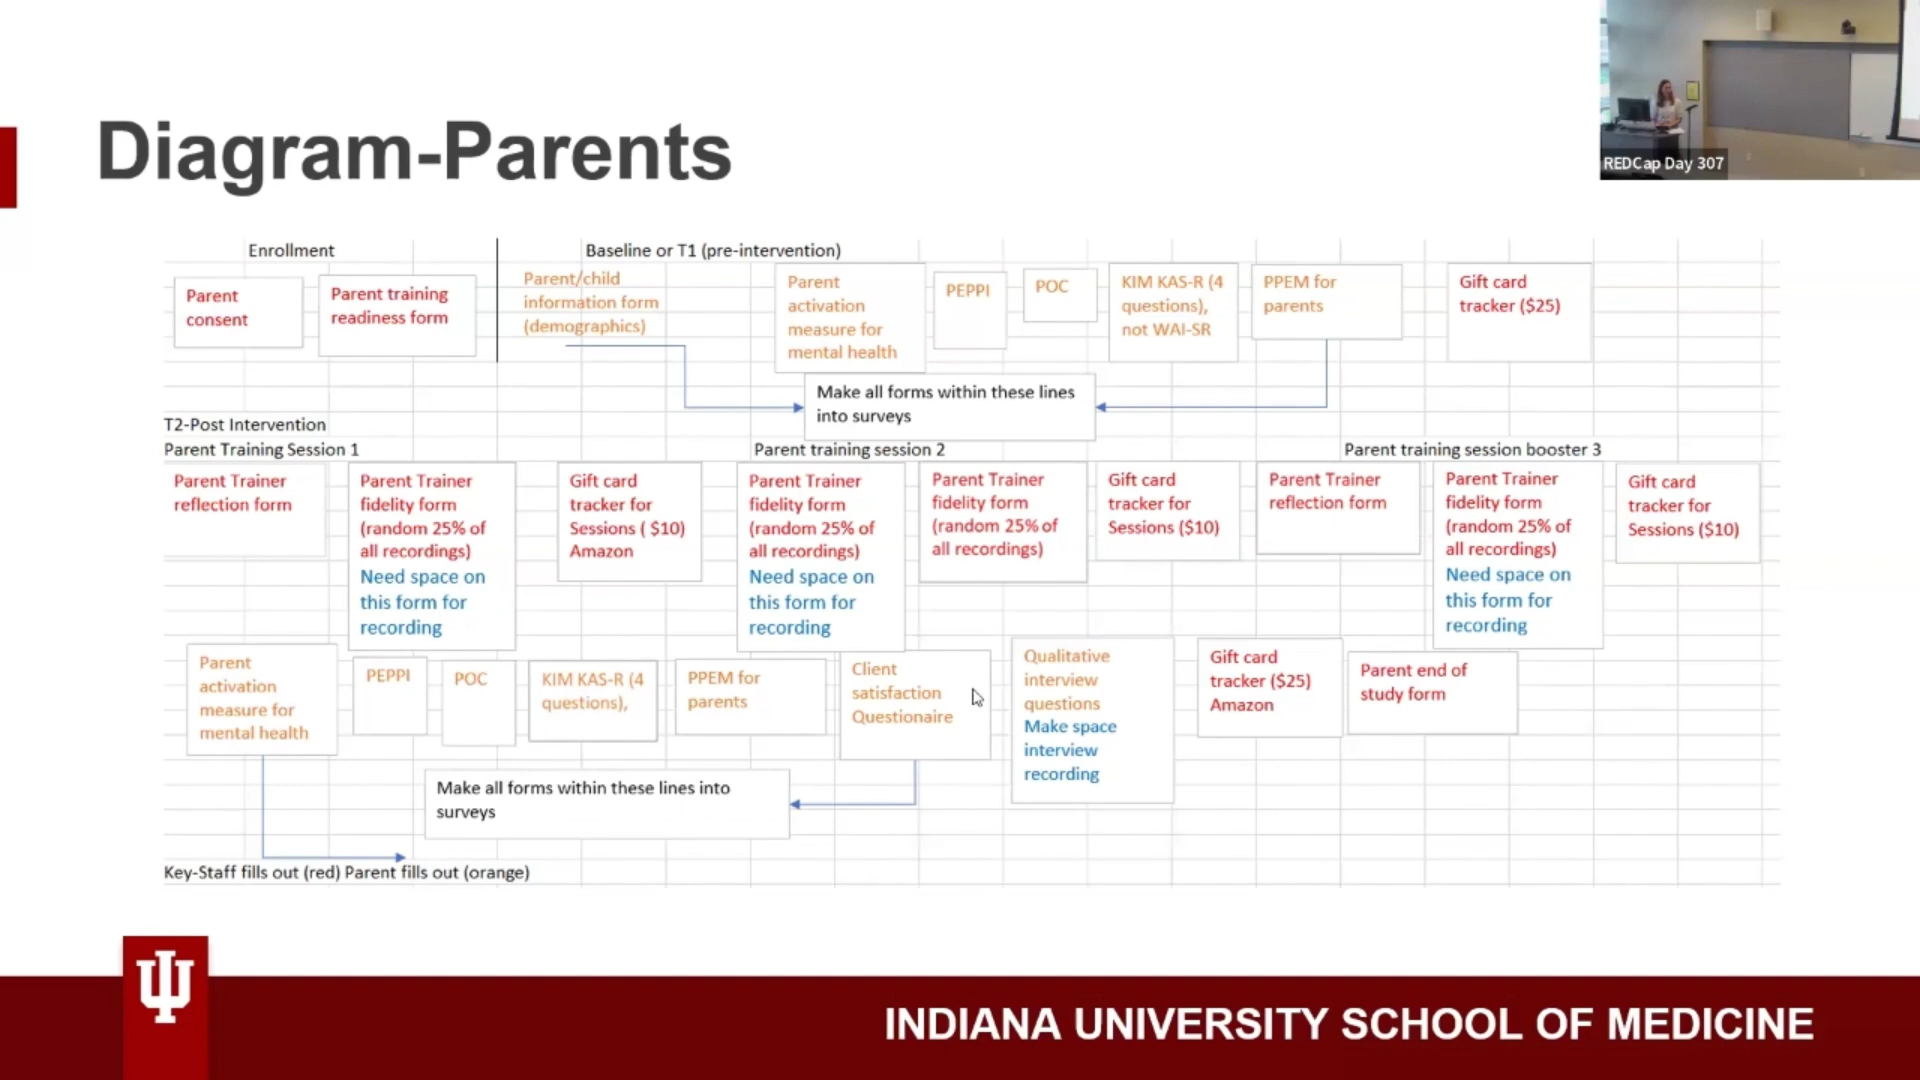 REDCap Day 307
Diagram-Parents
Enrollment
Baseline or T1 (pre-intervention)
Parent
consent
Parent training
readiness form
Parent/child
information form
(demographics)
Parent
activation
measure for
mental health
PEPPI
POC
KIM KAS-R (4
questions),
not WAI-SR
PPEM for
parents
Gift card
tracker ($25)
Make all forms within these lines
into surveys
T2-Post Intervention
Parent Training Session 1
Parent training session 2
Parent training session booster 3
Parent Trainer
reflection form
Parent Trainer
fidelity form
(random 25% of
all recordings)
Need space on
this form for
recording
Gift card
tracker for
Sessions ( $10)
Amazon
Parent Trainer
fidelity form
(random 25% of
all recordings)
Need space on
this form for
recording
Parent Trainer
fidelity form
(random 25% of
all recordings)
Gift card
tracker for
Sessions ($10)
Parent Trainer
reflection form
Parent Trainer
fidelity form
(random 25% of
all recordings)
Need space on
this form for
recording
Gift card
tracker for
Sessions ($10)
Parent
activation
measure for
mental health
PEPPI
POC
KIM KAS-R (4
questions),
PPEM for
parents
Client
satisfaction
Questionaire
Qualitative
interview
questions
Make space
interview
recording
Gift card
tracker ($25)
Amazon
Parent end of
study form
Make all forms within these lines into
surveys
Key-Staff fills out (red) Parent fills out (orange)
INDIANA UNIVERSITY SCHOOL OF MEDICINE